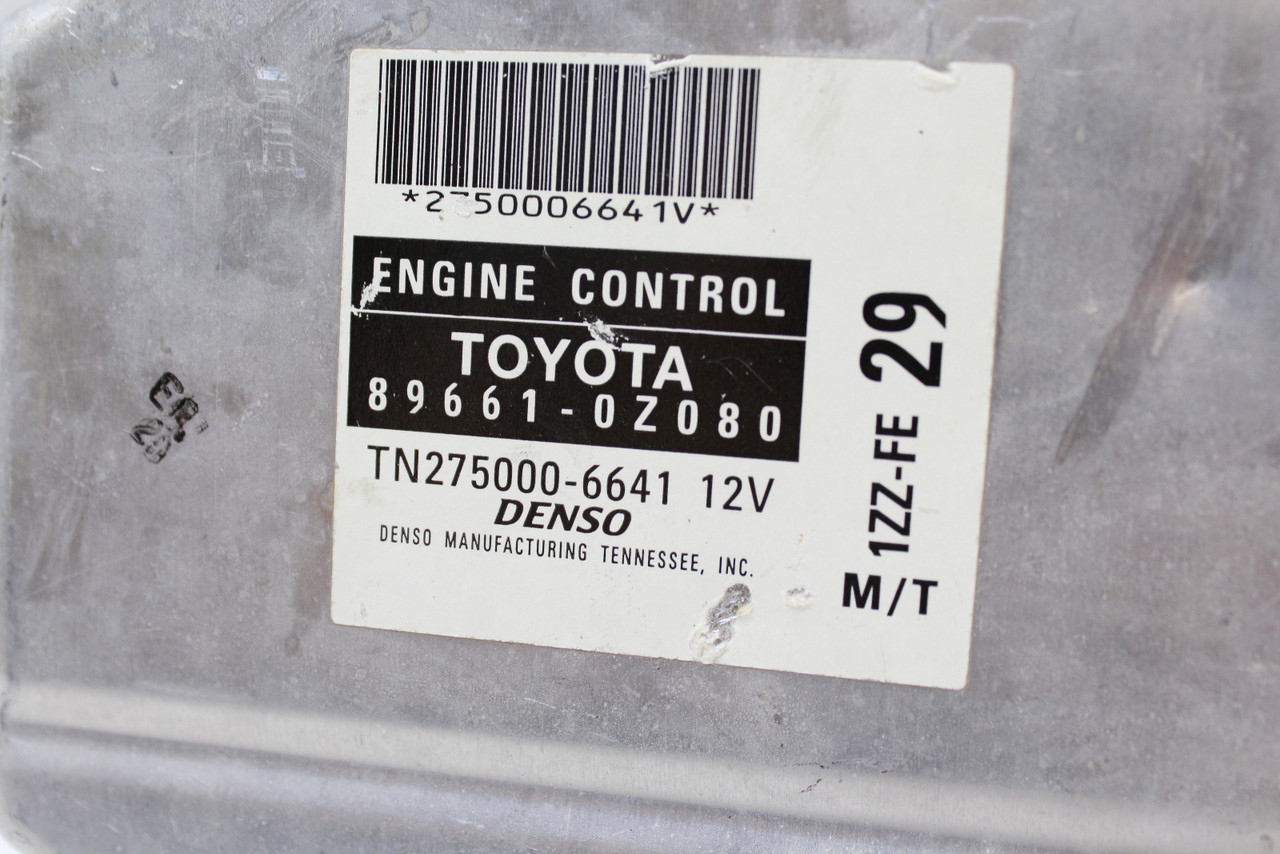 *2750006641V*
ENGINE CONTROL
TOYOTA
89661-0Z080
TN275000-6641 12V
DENSO
DENSO MANUFACTURING TENNESSEE, INC.
1ZZ-FE 29
M/T